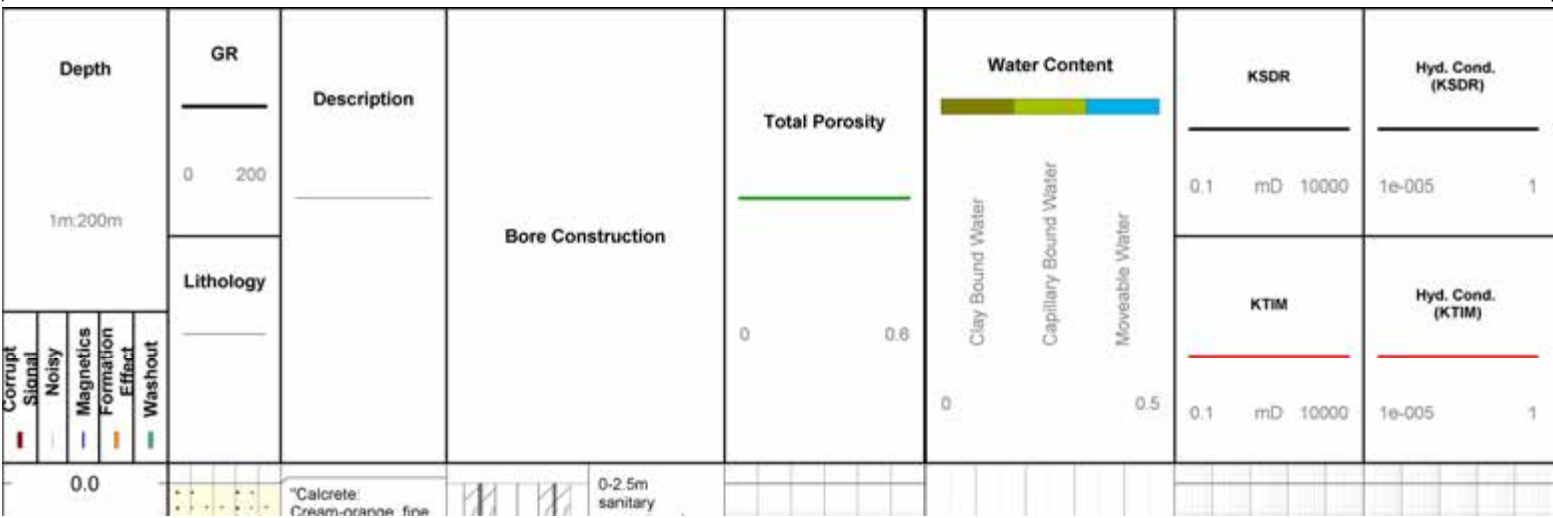 Depth
1m:200m
Corrupt
Signal
Noisy
Magnetics
Formation
Effect
Washout
GR
0 200
Lithology
Description
Bore Construction
Total Porosity
0 0.6
Water Content
Clay Bound Water
Capillary Bound Water
Moveable Water
0 0.5
KSDR
0.1 mD 10000
KTIM
0.1 mD 10000
Hyd. Cond.
(KSDR)
1e-005 1
Hyd. Cond.
(KTIM)
1e-005 1
0.0
"Calcrete:
Cream-orange, fine
0-2.5m
sanitary